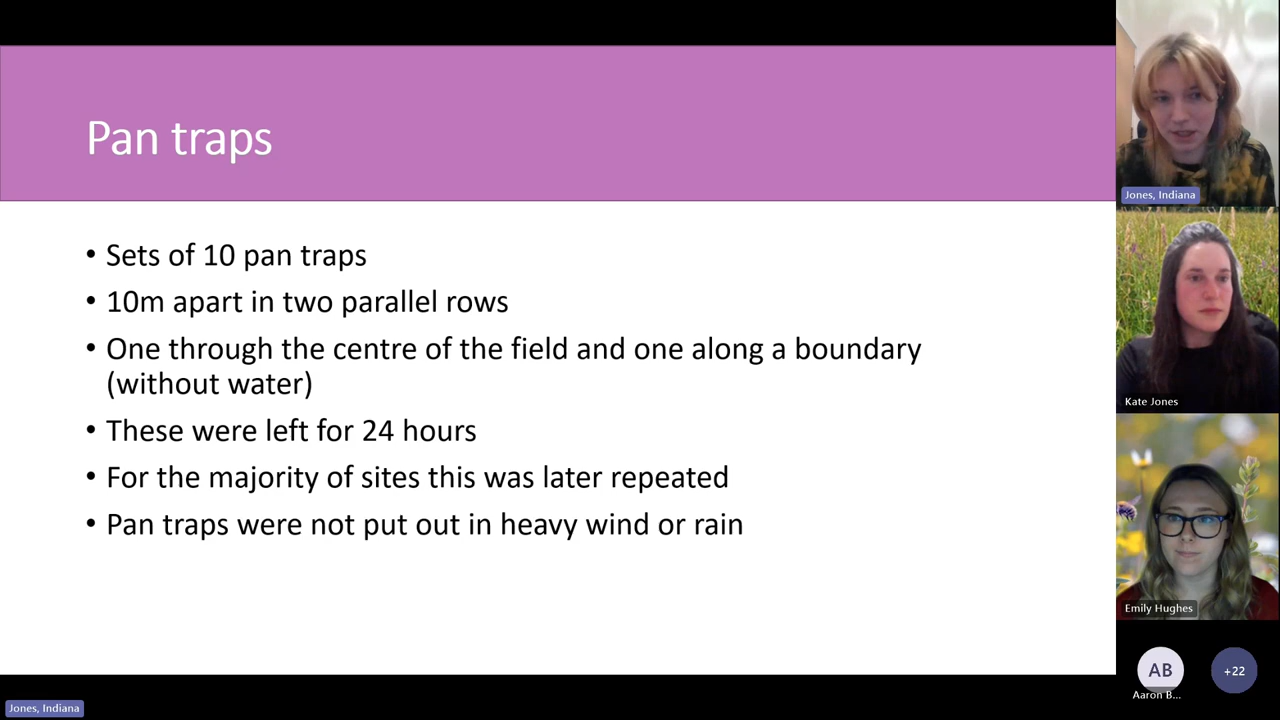 Pan traps
• Sets of 10 pan traps
• 10m apart in two parallel rows
• One through the centre of the field and one along a boundary
(without water)
• These were left for 24 hours
• For the majority of sites this was later repeated
• Pan traps were not put out in heavy wind or rain
Jones, Indiana
Kate Jones
Emily Hughes
AB
Aaron B...
+22
Jones, Indiana